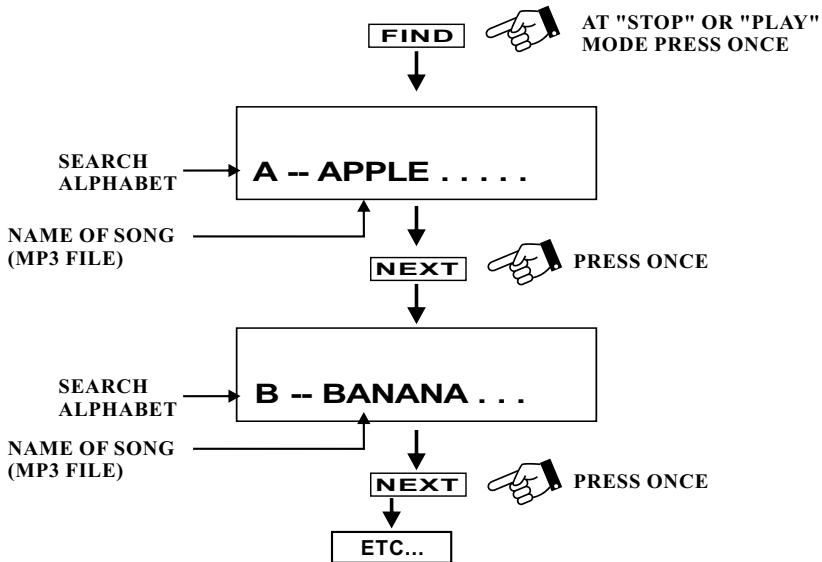 FIND
AT "STOP" OR "PLAY"
MODE PRESS ONCE
SEARCH
ALPHABET
A -- APPLE . . . . .
NAME OF SONG
(MP3 FILE)
NEXT
PRESS ONCE
SEARCH
ALPHABET
B -- BANANA . . .
NAME OF SONG
(MP3 FILE)
NEXT
PRESS ONCE
ETC...